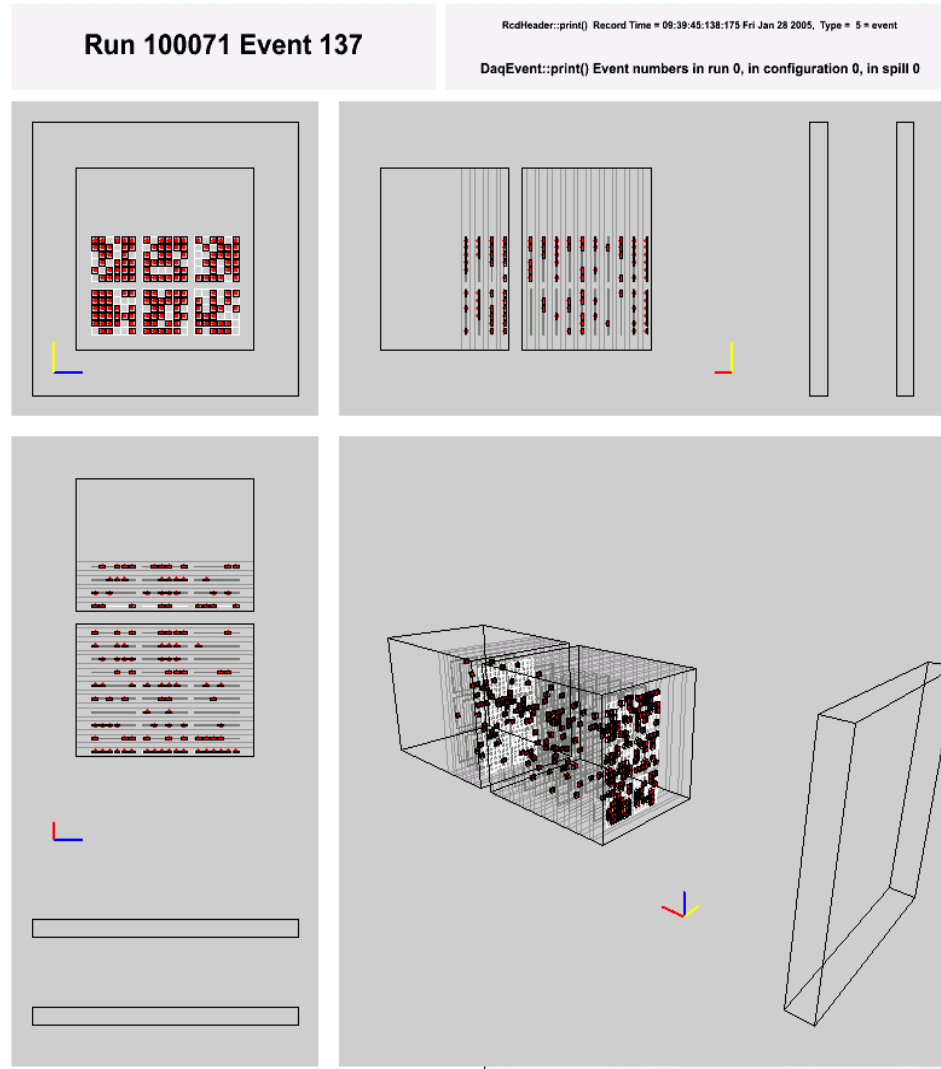 Run 100071 Event 137
RcdHeader::print() Record Time = 09:39:45:138:175 Fri Jan 28 2005, Type = 5 = event
DaqEvent::print() Event numbers in run 0, in configuration 0, in spill 0